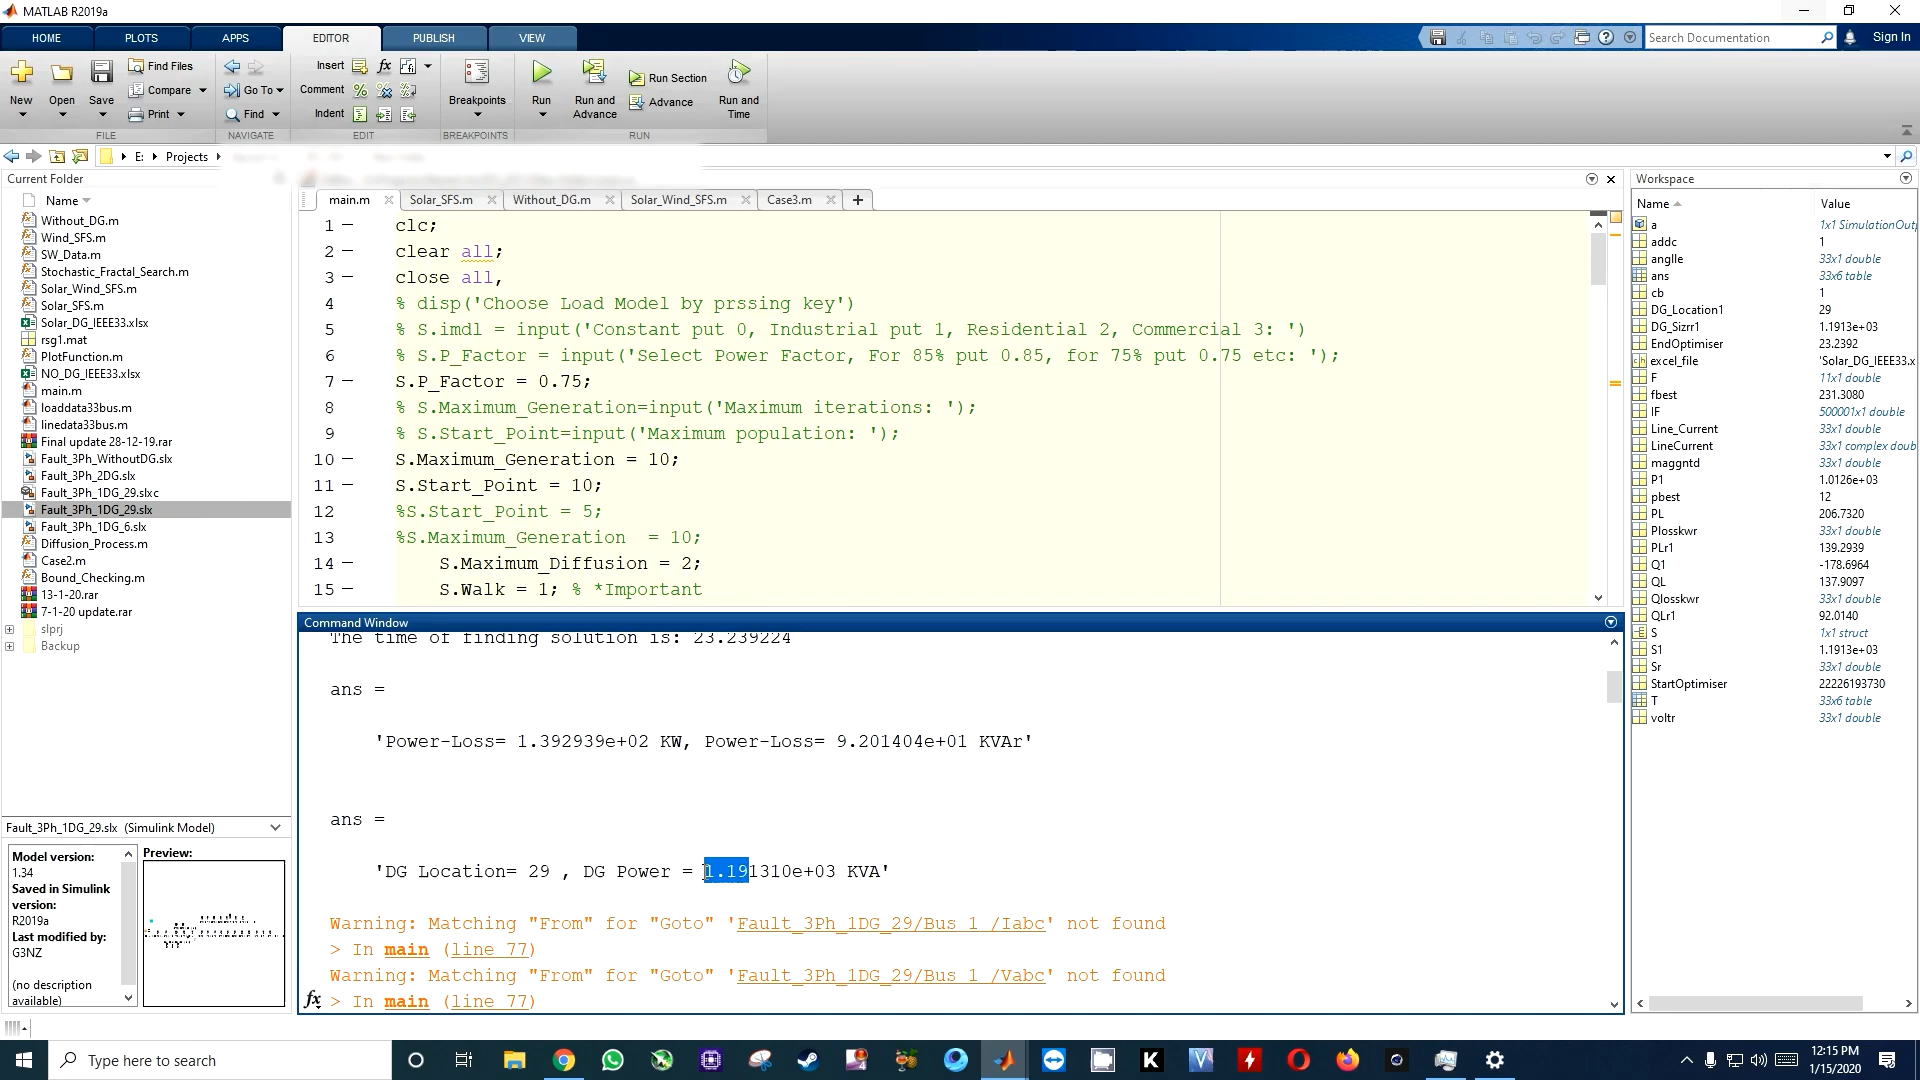 MATLAB R2019a
HOME PLOTS APPS EDITOR PUBLISH VIEW
Search Documentation
Sign In
New Open Save
Find Files
Compare
Print
Go To
Find
Insert
Comment
Indent
Breakpoints
Run
Run and Advance
Run Section
Advance
Run and Time
FILE NAVIGATE EDIT BREAKPOINTS RUN
E: Projects
Current Folder
Name
Without_DG.m
Wind_SFS.m
SW_Data.m
Stochastic_Fractal_Search.m
Solar_Wind_SFS.m
Solar_SFS.m
Solar_DG_IEEE33.xlsx
rsg1.mat
PlotFunction.m
NO_DG_IEEE33.xlsx
main.m
loaddata33bus.m
linedata33bus.m
Final update 28-12-19.rar
Fault_3Ph_WithoutDG.slx
Fault_3Ph_2DG.slx
Fault_3Ph_1DG_29.slxc
Fault_3Ph_1DG_29.slx
Fault_3Ph_1DG_6.slx
Diffusion_Process.m
Case2.m
Bound_Checking.m
13-1-20.rar
7-1-20 update.rar
slprj
Backup
Fault_3Ph_1DG_29.slx (Simulink Model)
Model version:
1.34
Saved in Simulink
version:
R2019a
Last modified by:
G3NZ
(no description
available)
Preview:
main.m Solar_SFS.m Without_DG.m Solar_Wind_SFS.m Case3.m
1 clc;
2 clear all;
3 close all,
4 % disp('Choose Load Model by prssing key')
5 % S.imdl = input('Constant put 0, Industrial put 1, Residential 2, Commercial 3: ')
6 % S.P_Factor = input('Select Power Factor, For 85% put 0.85, for 75% put 0.75 etc: ');
7 S.P_Factor = 0.75;
8 % S.Maximum_Generation=input('Maximum iterations: ');
9 % S.Start_Point=input('Maximum population: ');
10 S.Maximum_Generation = 10;
11 S.Start_Point = 10;
12 %S.Start_Point = 5;
13 %S.Maximum_Generation = 10;
14 S.Maximum_Diffusion = 2;
15 S.Walk = 1; % *Important
Command Window
The time of finding solution is: 23.239224
ans =
'Power-Loss= 1.392939e+02 KW, Power-Loss= 9.201404e+01 KVAr'
ans =
'DG Location= 29 , DG Power = 1.191310e+03 KVA'
Warning: Matching "From" for "Goto" 'Fault_3Ph_1DG_29/Bus 1 /Iabc' not found
> In main (line 77)
Warning: Matching "From" for "Goto" 'Fault_3Ph_1DG_29/Bus 1 /Vabc' not found
fx > In main (line 77)
Workspace
Name Value
a 1x1 SimulationOutp
addc 1
anglle 33x1 double
ans 33x6 table
cb 1
DG_Location1 29
DG_Sizrr1 1.1913e+03
EndOptimiser 23.2392
excel_file 'Solar_DG_IEEE33.x
F 11x1 double
fbest 231.3080
IF 500001x1 double
Line_Current 33x1 double
LineCurrent 33x1 complex doub
maggntd 33x1 double
P1 1.0126e+03
pbest 12
PL 206.7320
Plosskwr 33x1 double
PLr1 139.2939
Q1 -178.6964
QL 137.9097
Qlosskwr 33x1 double
QLr1 92.0140
S 1x1 struct
S1 1.1913e+03
Sr 33x1 double
StartOptimiser 22226193730
T 33x6 table
voltr 33x1 double
Type here to search
12:15 PM
1/15/2020